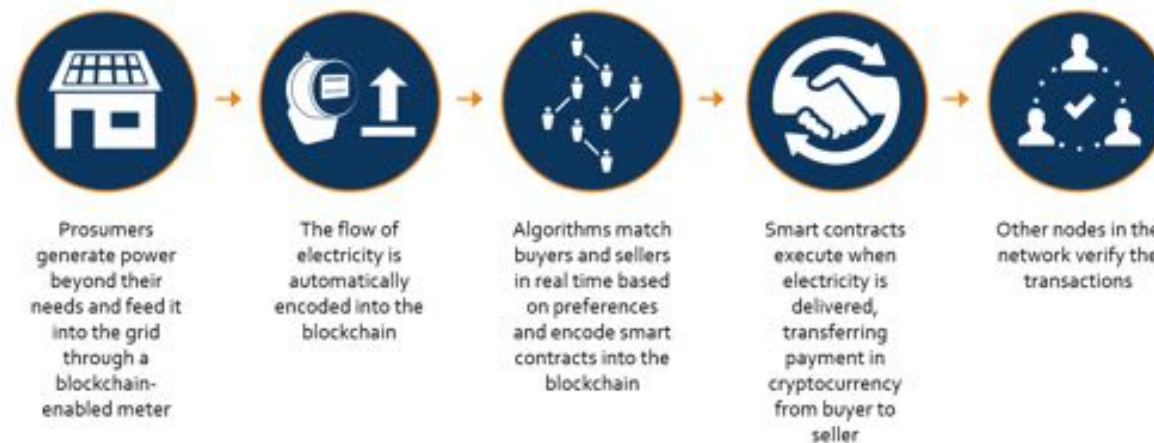 Prosumers
generate power
beyond their
needs and feed it
into the grid
through a
blockchain-
enabled meter
The flow of
electricity is
automatically
encoded into the
blockchain
Algorithms match
buyers and sellers
in real time based
on preferences
and encode smart
contracts into the
blockchain
Smart contracts
execute when
electricity is
delivered,
transferring
payment in
cryptocurrency
from buyer to
seller
Other nodes in the
network verify the
transactions